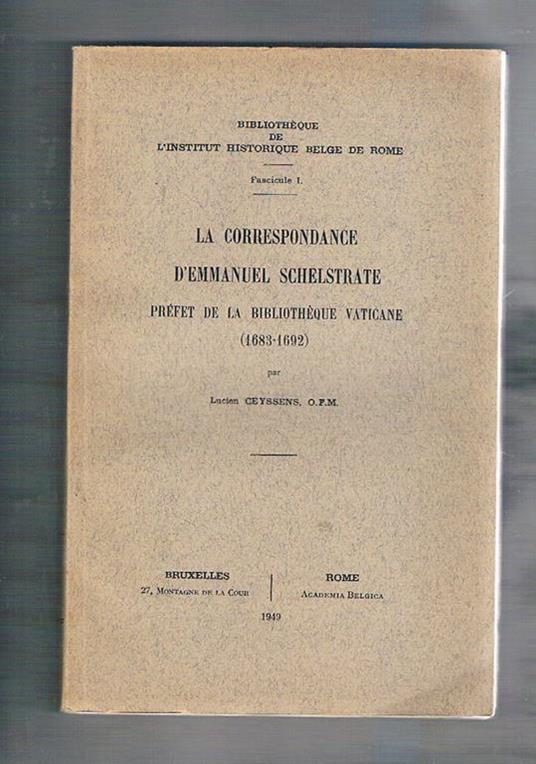 BIBLIOTHÈQUE
DE
L'INSTITUT HISTORIQUE BELGE DE ROME
Fascicule I.
LA CORRESPONDANCE
D'EMMANUEL SCHELSTRATE
PRÉFET DE LA BIBLIOTHÈQUE VATICANE
(1683-1692)
par
Lucien CEYSSENS, O.F.M.
BRUXELLES
27, MONTAGNE DE LA COUR
ROME
ACADEMIA BELGICA
1949